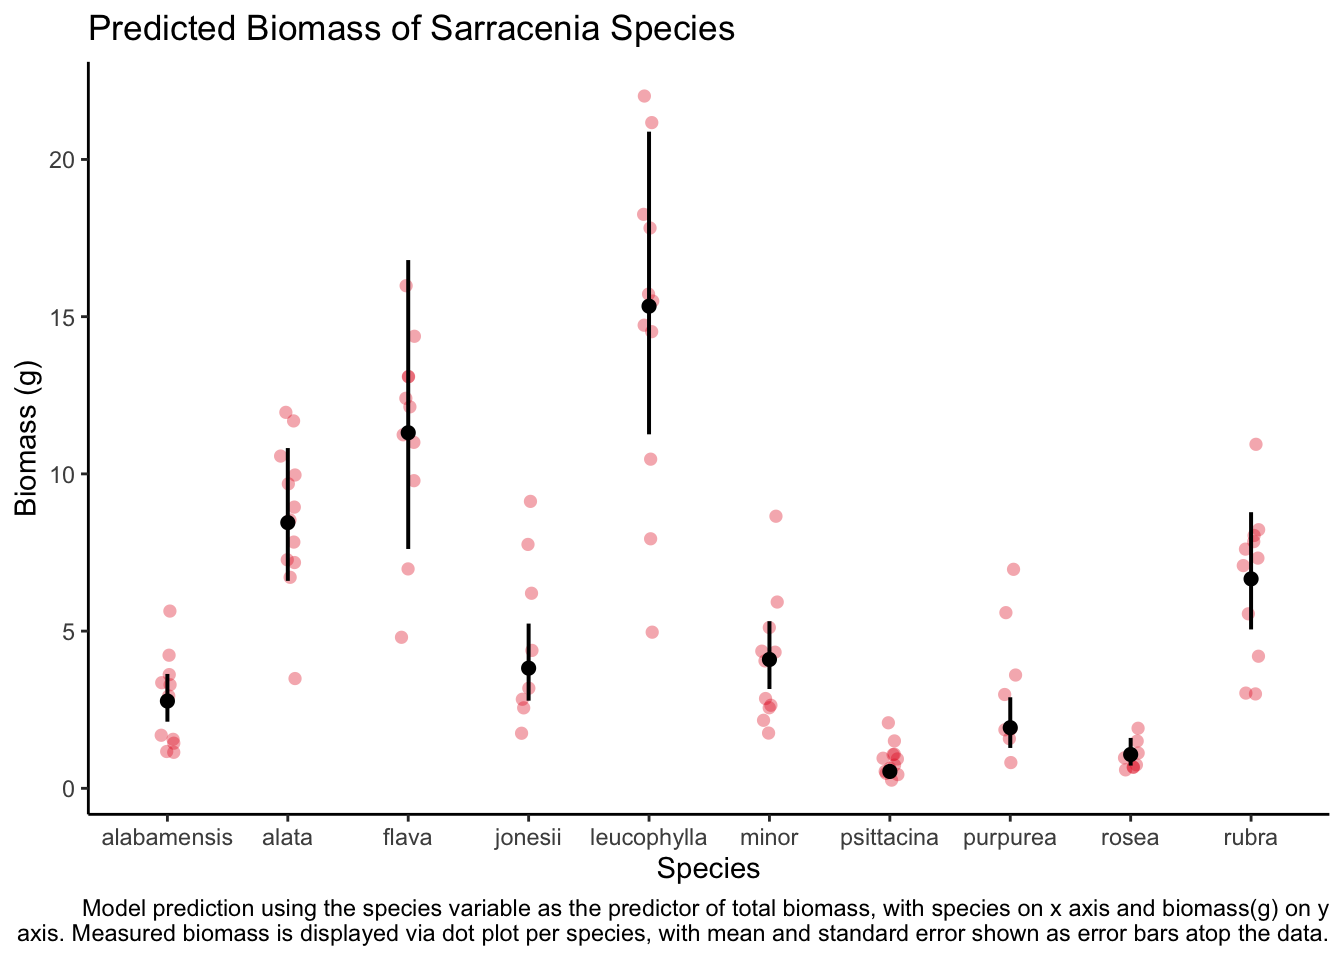 Predicted Biomass of Sarracenia Species
Biomass (g)
20
15
10
5
0
alabamensis alata flava jonesii leucophylla minor psittacina purpurea rosea rubra
Species
Model prediction using the species variable as the predictor of total biomass, with species on x axis and biomass(g) on y
axis. Measured biomass is displayed via dot plot per species, with mean and standard error shown as error bars atop the data.